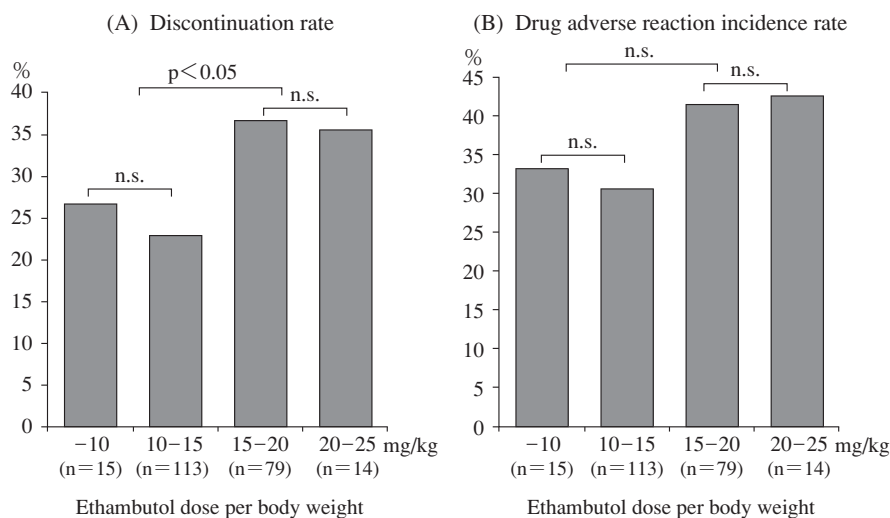 (A) Discontinuation rate
%
p<0.05
n.s.
n.s.
40
35
30
25
20
15
10
5
0
−10 10−15 15−20 20−25 mg/kg
(n=15) (n=113) (n=79) (n=14)
Ethambutol dose per body weight
(B) Drug adverse reaction incidence rate
%
n.s.
n.s.
n.s.
45
40
35
30
25
20
15
10
5
0
−10 10−15 15−20 20−25 mg/kg
(n=15) (n=113) (n=79) (n=14)
Ethambutol dose per body weight